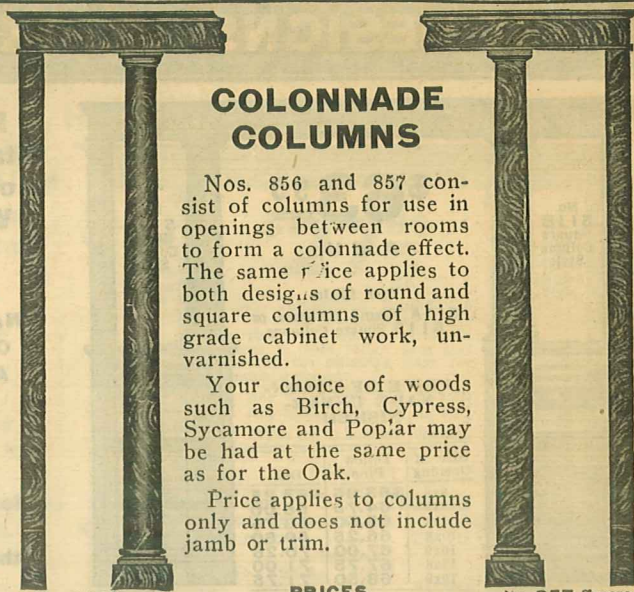 COLONNADE
COLUMNS
Nos. 856 and 857 con-
sist of columns for use in
openings between rooms
to form a colonnade effect.
The same price applies to
both designs of round and
square columns of high
grade cabinet work, un-
varnished.
Your choice of woods
such as Birch, Cypress,
Sycamore and Poplar may
be had at the same price
as for the Oak.
Price applies to columns
only and does not include
jamb or trim.
PRICES